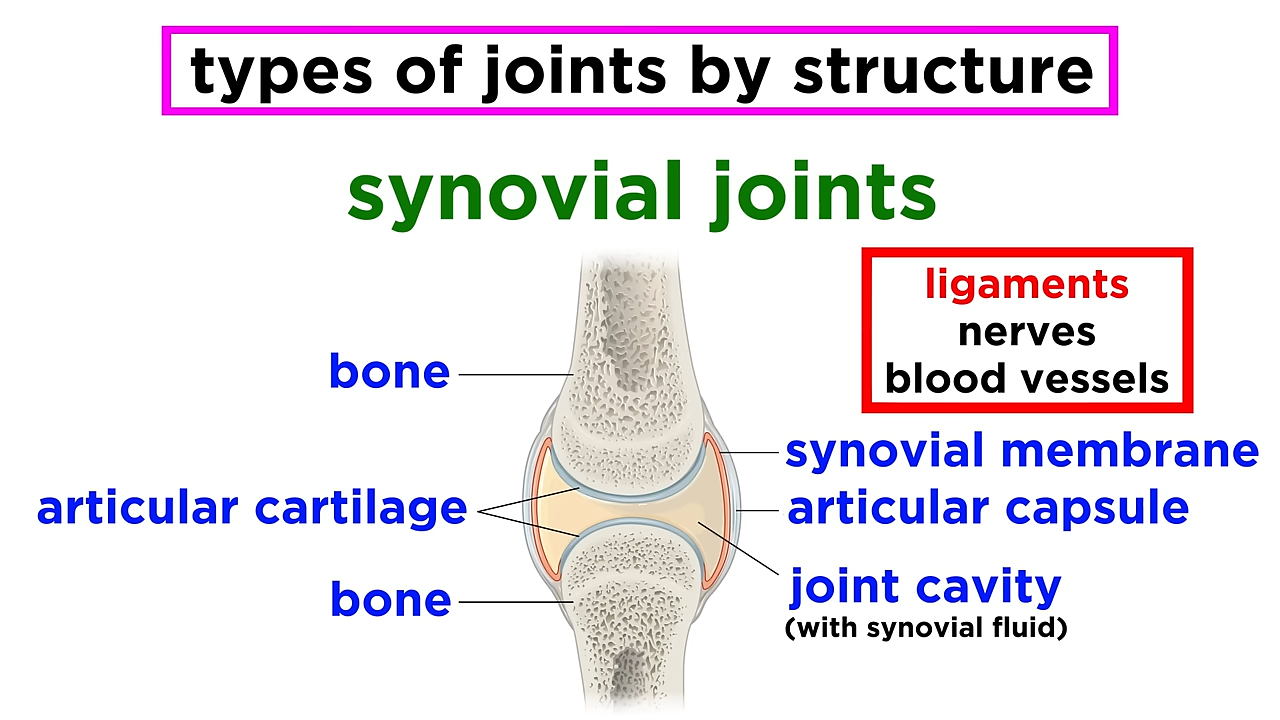 types of joints by structure
synovial joints
ligaments
nerves
blood vessels
bone
synovial membrane
articular cartilage
articular capsule
bone
joint cavity
(with synovial fluid)